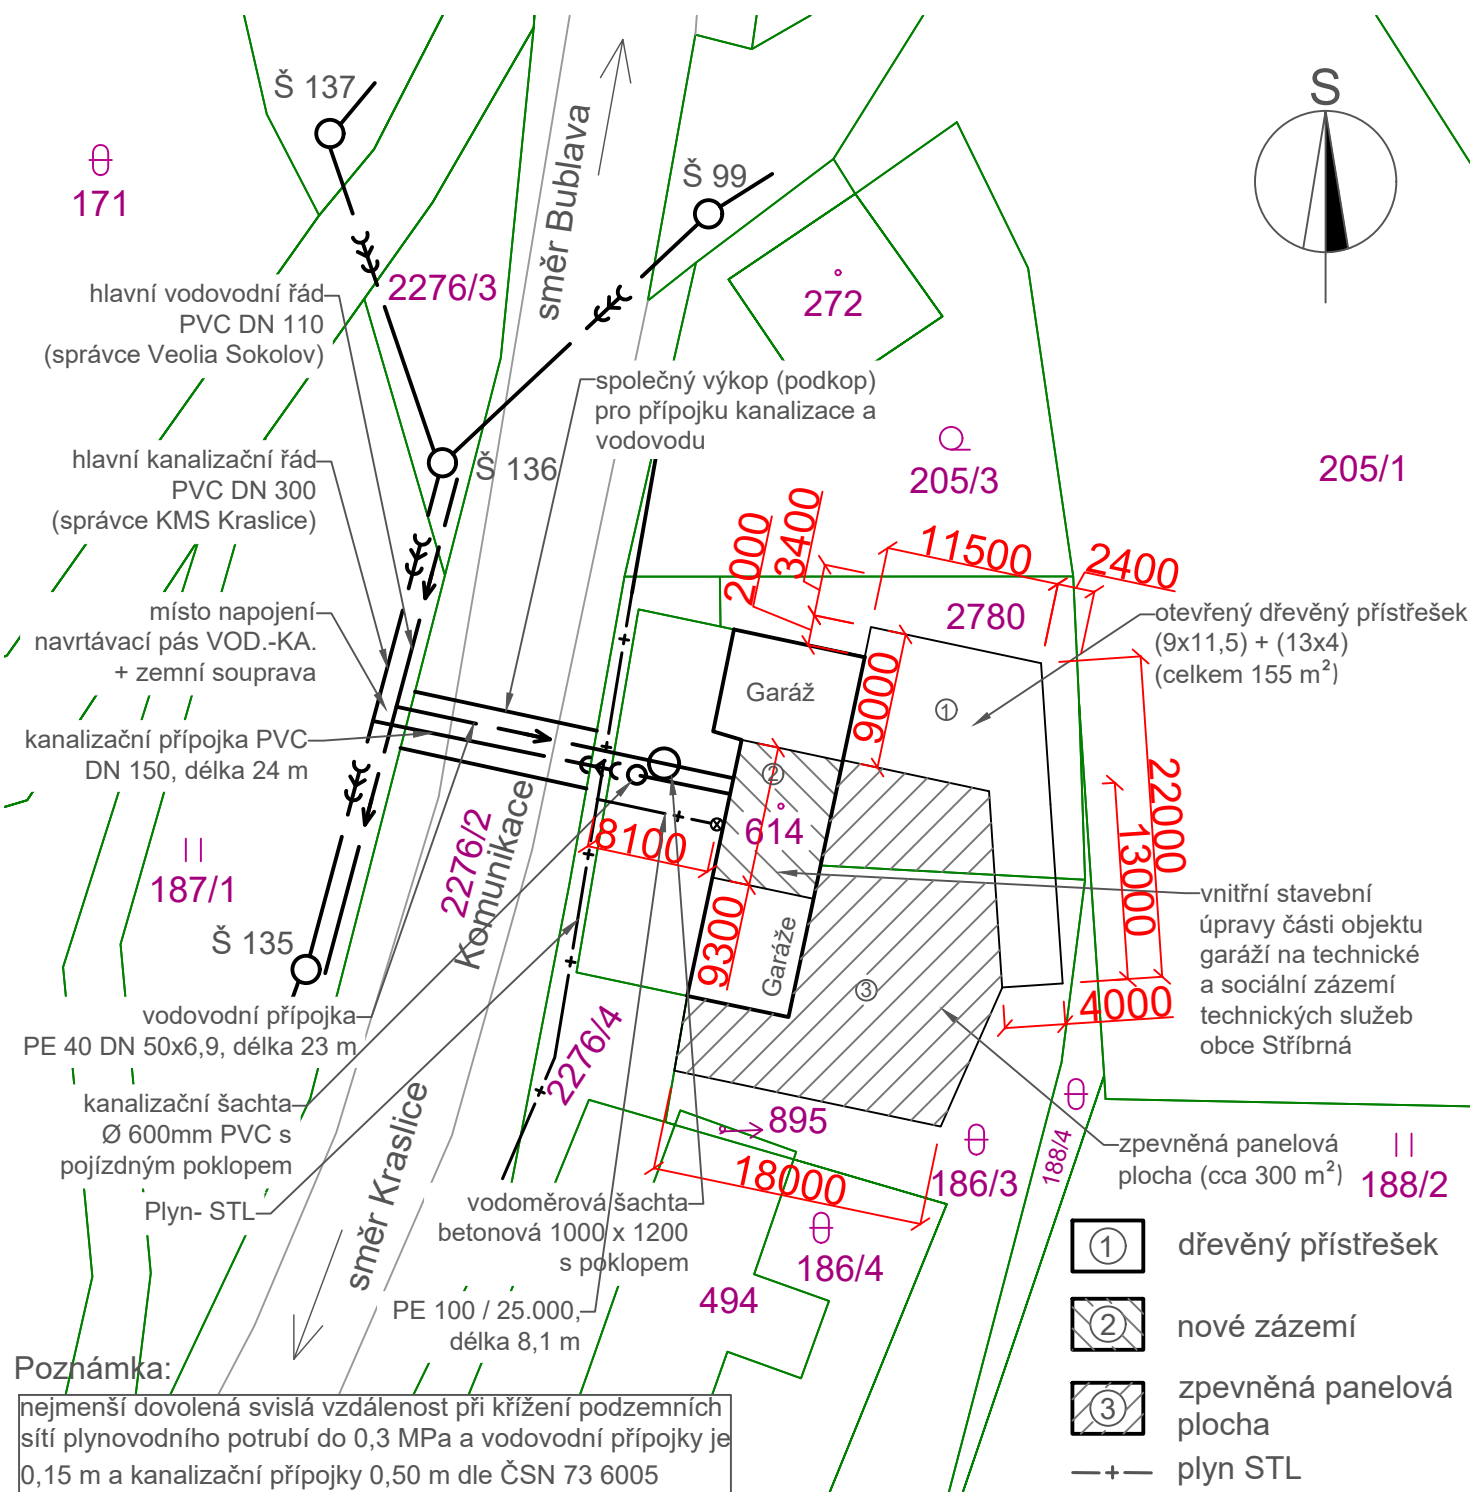 Š 137
S
171
směr Bublava
Š 99
2276/3
272
hlavní vodovodní řád
PVC DN 110
(správce Veolia Sokolov)
společný výkop (podkop)
pro přípojku kanalizace a
vodovodu
hlavní kanalizační řád
PVC DN 300
(správce KMS Kraslice)
Š 136
205/3
205/1
2000
3400
11500
2400
2780
místo napojení
navrtávací pás VOD.-KA.
+ zemní souprava
otevřený dřevěný přístřešek
(9x11,5) + (13x4)
(celkem 155 m²)
Garáž
9000
1
kanalizační přípojka PVC
DN 150, délka 24 m
2
614
8100
22000
13000
2276/2
Komunikace
187/1
Š 135
9300
Garáže
3
4000
vnitřní stavební
úpravy části objektu
garáží na technické
a sociální zázemí
technických služeb
obce Stříbrná
vodovodní přípojka
PE 40 DN 50x6,9, délka 23 m
2276/4
kanalizační šachta
Ø 600mm PVC s
pojízdným poklopem
895
18000
186/3
188/4
zpevněná panelová
plocha (cca 300 m²)
188/2
Plyn- STL
směr Kraslice
vodoměrová šachta
betonová 1000 x 1200
s poklopem
186/4
494
PE 100 / 25.000,
délka 8,1 m
1 dřevěný přístřešek
2 nové zázemí
3 zpevněná panelová
plocha
plyn STL
Poznámka:
nejmenší dovolená svislá vzdálenost při křížení podzemních
sítí plynovodního potrubí do 0,3 MPa a vodovodní přípojky je
0,15 m a kanalizační přípojky 0,50 m dle ČSN 73 6005